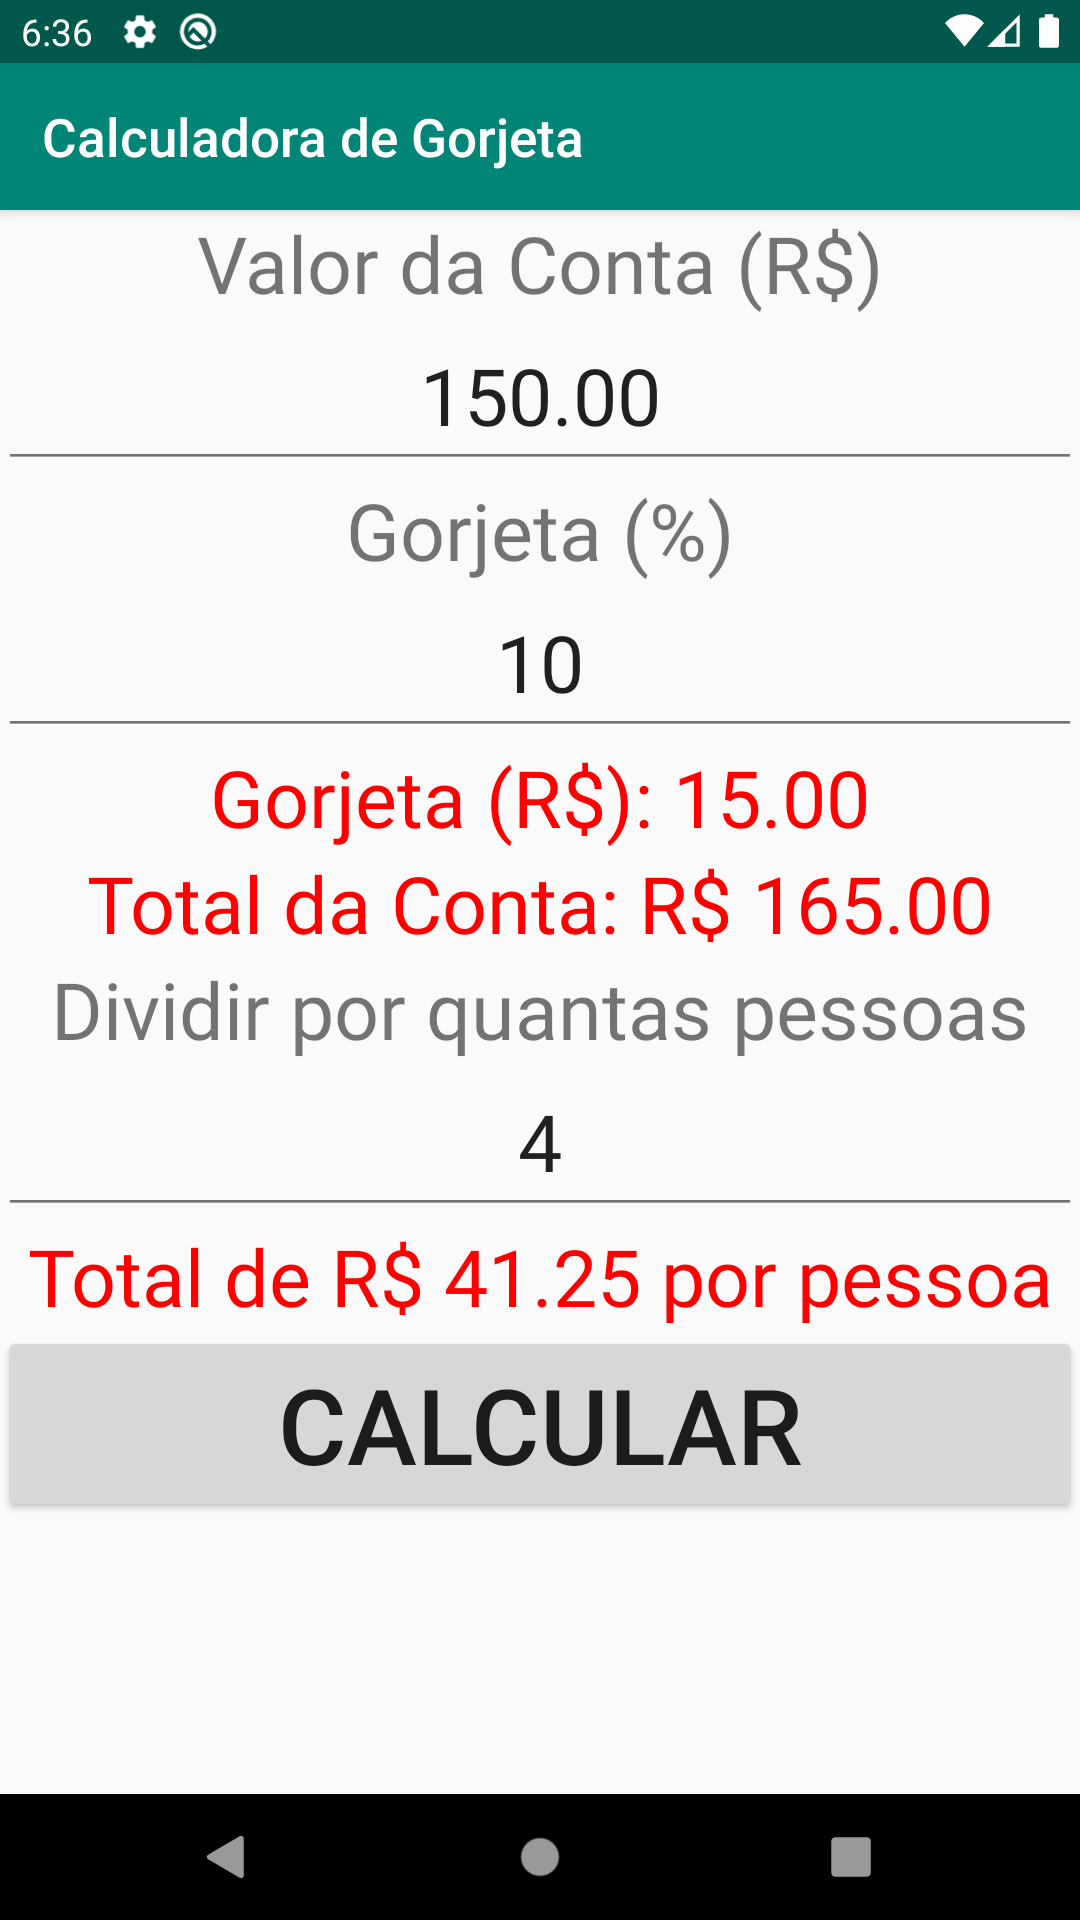 6:36
Calculadora de Gorjeta
Valor da Conta (R$)
150.00
Gorjeta (%)
10
Gorjeta (R$): 15.00
Total da Conta: R$ 165.00
Dividir por quantas pessoas
4
Total de R$ 41.25 por pessoa
CALCULAR